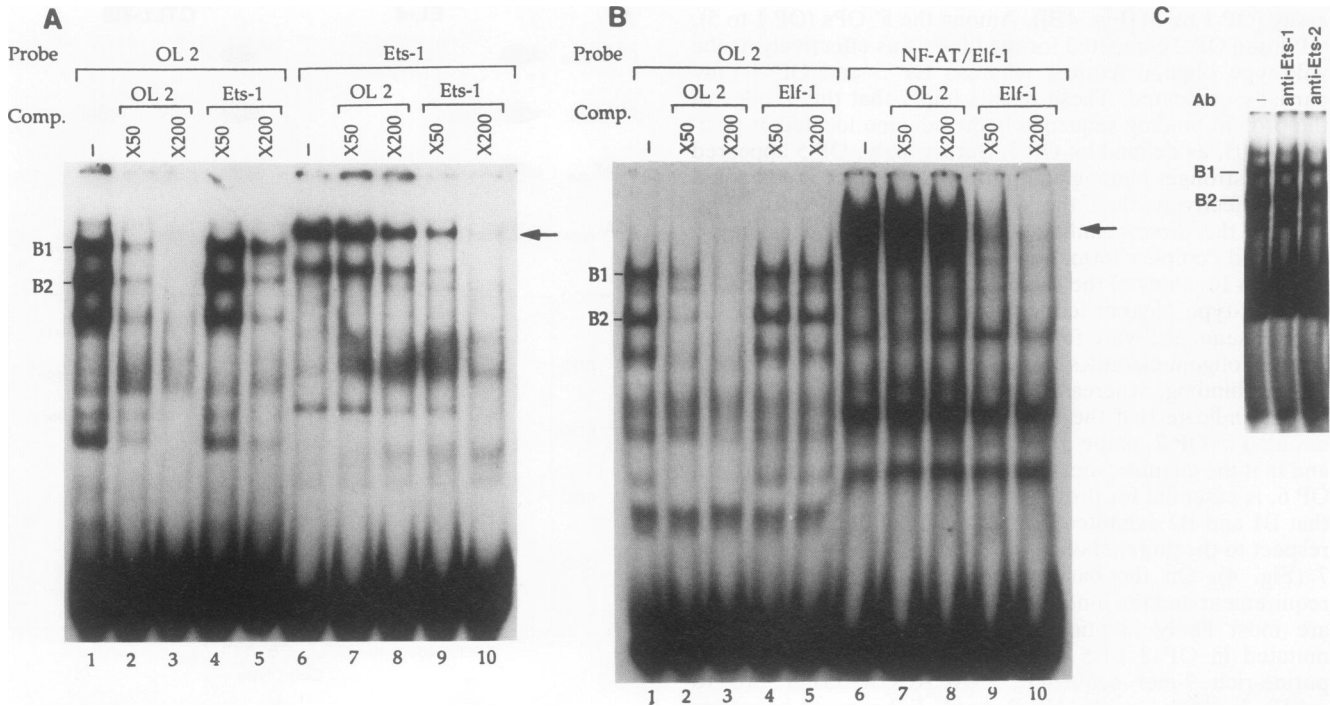 A
Probe
OL 2
Ets-1
OL 2
Ets-1
OL 2
Ets-1
Comp.
–
X50
X200
X50
X200
–
X50
X200
X50
X200
B1
B2
1 2 3 4 5 6 7 8 9 10
B
Probe
OL 2
NF-AT/Elf-1
OL 2
Elf-1
OL 2
Elf-1
Comp.
–
X50
X200
X50
X200
–
X50
X200
X50
X200
B1
B2
1 2 3 4 5 6 7 8 9 10
C
Ab
–
anti-Ets-1
anti-Ets-2
B1
B2